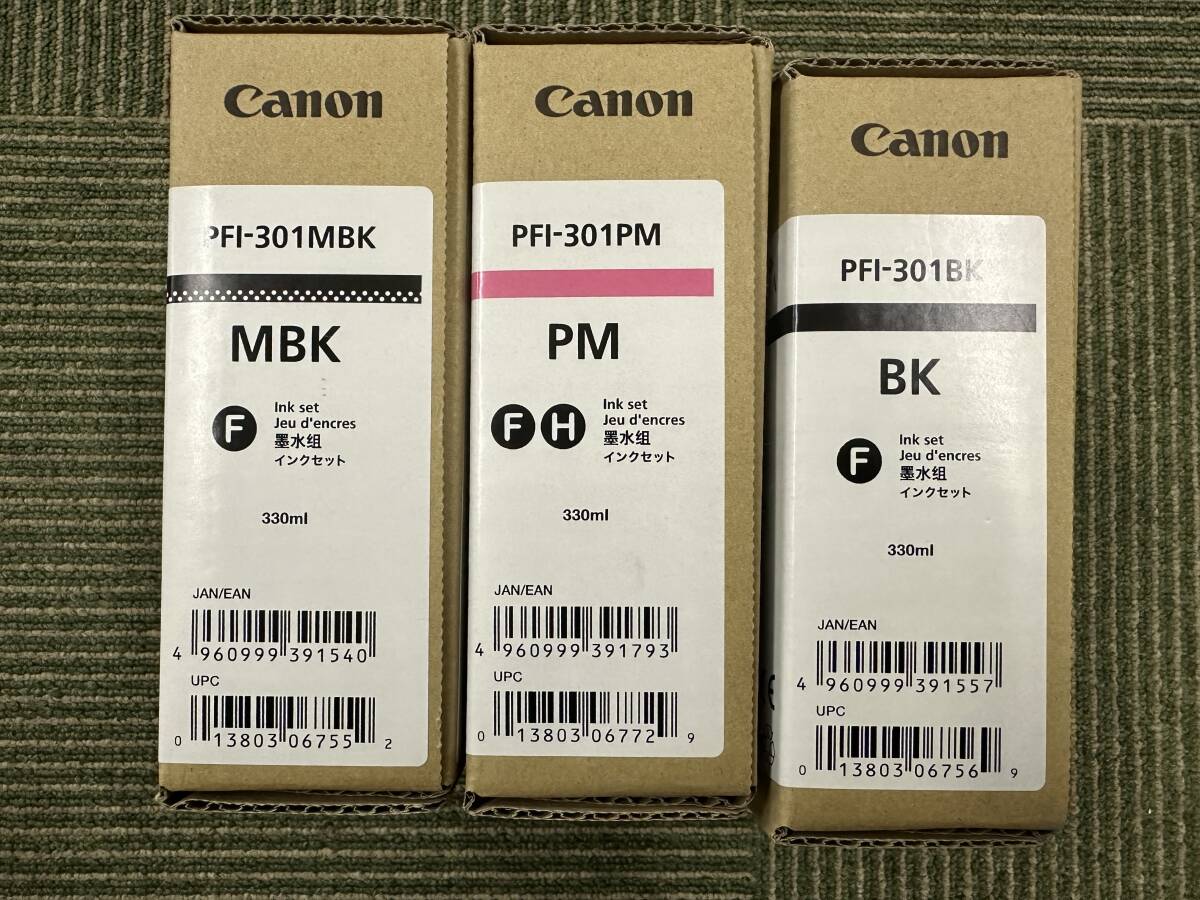 Canon
PFI-301MBK
MBK
F
Ink set
Jeu d'encres
墨水组
インクセット
330ml
JAN/EAN
4 960999 391540
UPC
0 13803 06755 2
Canon
PFI-301PM
PM
F H
Ink set
Jeu d'encres
墨水组
インクセット
330ml
JAN/EAN
4 960999 391793
UPC
0 13803 06772 9
Canon
PFI-301BK
BK
F
Ink set
Jeu d'encres
墨水组
インクセット
330ml
JAN/EAN
4 960999 391557
UPC
0 13803 06756 9